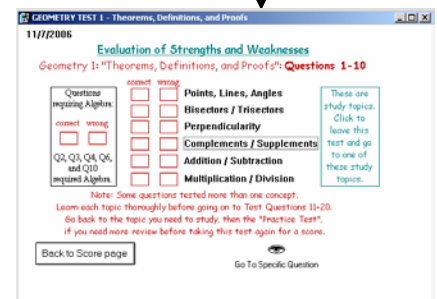 GEOMETRY TEST 1 - Theorems, Definitions, and Proofs
11/7/2006
Evaluation of Strengths and Weaknesses
Geometry 1: "Theorems, Definitions, and Proofs": Questions 1-10
Questions
requiring Algebra:
correct wrong
Q2, Q3, Q4, Q6,
and Q10
required Algebra.
correct wrong
Points, Lines, Angles
Bisectors / Trisectors
Perpendicularity
Complements / Supplements
Addition / Subtraction
Multiplication / Division
These are
study topics.
Click to
leave this
test and go
to one of
these study
topics.
Note: Some questions tested more than one concept.
Learn each topic thoroughly before going on to Test Questions 11-20.
Go back to the topic you need to study, then the "Practice Test",
if you need more review before taking this test again for a score.
Back to Score page
Go To Specific Question